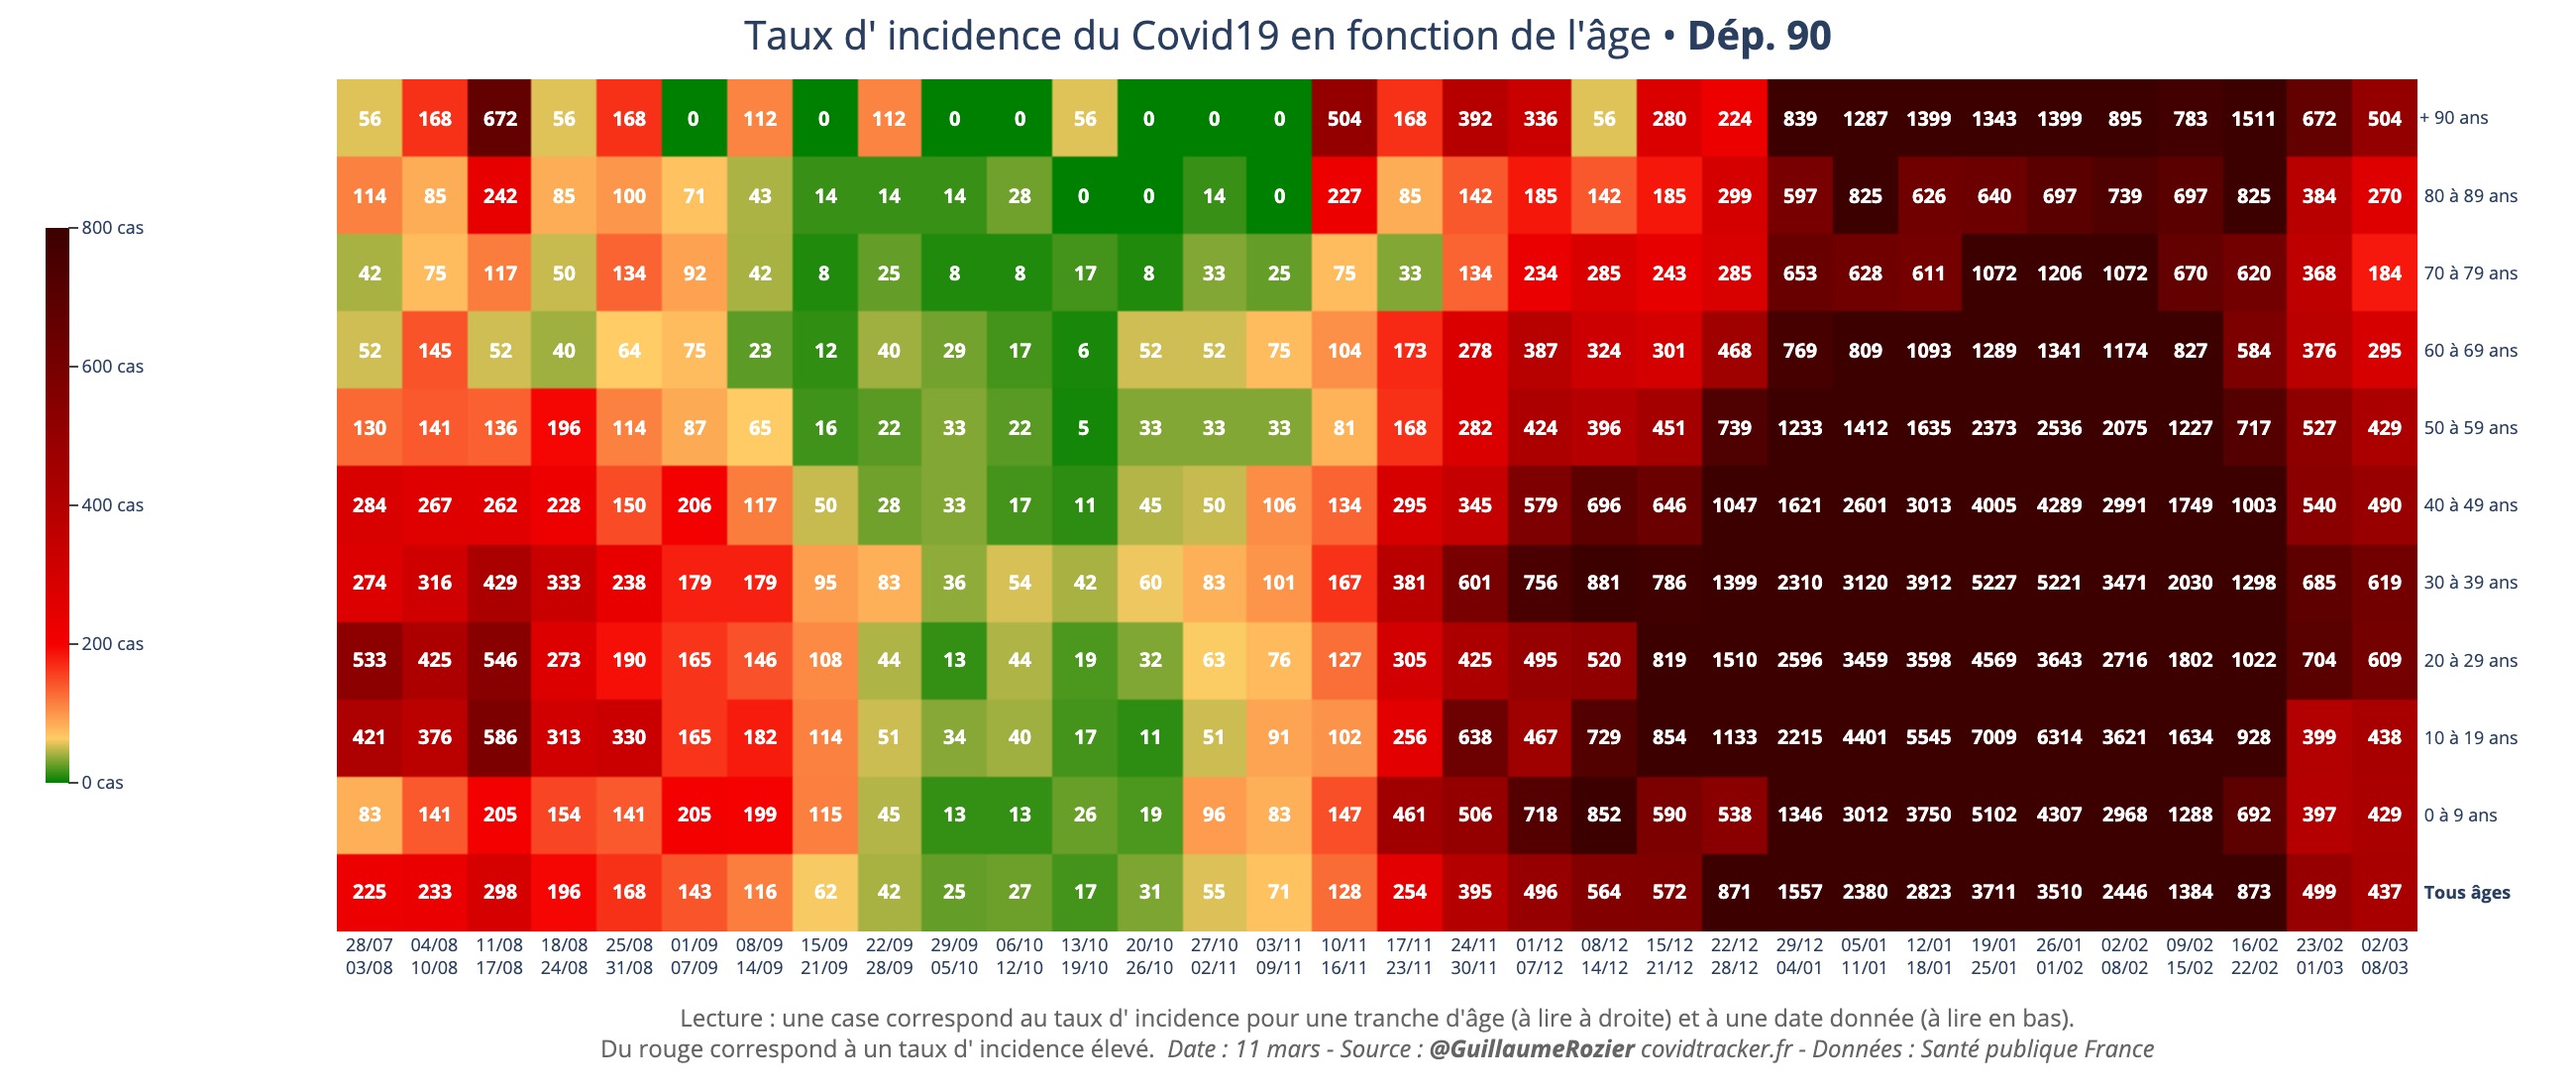 Taux d' incidence du Covid19 en fonction de l'âge • Dép. 90
800 cas
600 cas
400 cas
200 cas
0 cas
56 168 672 56 168 0 112 0 112 0 0 56 0 0 0 504 168 392 336 56 280 224 839 1287 1399 1343 1399 895 783 1511 672 504 + 90 ans
114 85 242 85 100 71 43 14 14 14 28 0 0 14 0 227 85 142 185 142 185 299 597 825 626 640 697 739 697 825 384 270 80 à 89 ans
42 75 117 50 134 92 42 8 25 8 8 17 8 33 25 75 33 134 234 285 243 285 653 628 611 1072 1206 1072 670 620 368 184 70 à 79 ans
52 145 52 40 64 75 23 12 40 29 17 6 52 52 75 104 173 278 387 324 301 468 769 809 1093 1289 1341 1174 827 584 376 295 60 à 69 ans
130 141 136 196 114 87 65 16 22 33 22 5 33 33 33 81 168 282 424 396 451 739 1233 1412 1635 2373 2536 2075 1227 717 527 429 50 à 59 ans
284 267 262 228 150 206 117 50 28 33 17 11 45 50 106 134 295 345 579 696 646 1047 1621 2601 3013 4005 4289 2991 1749 1003 540 490 40 à 49 ans
274 316 429 333 238 179 179 95 83 36 54 42 60 83 101 167 381 601 756 881 786 1399 2310 3120 3912 5227 5221 3471 2030 1298 685 619 30 à 39 ans
533 425 546 273 190 165 146 108 44 13 44 19 32 63 76 127 305 425 495 520 819 1510 2596 3459 3598 4569 3643 2716 1802 1022 704 609 20 à 29 ans
421 376 586 313 330 165 182 114 51 34 40 17 11 51 91 102 256 638 467 729 854 1133 2215 4401 5545 7009 6314 3621 1634 928 399 438 10 à 19 ans
83 141 205 154 141 205 199 115 45 13 13 26 19 96 83 147 461 506 718 852 590 538 1346 3012 3750 5102 4307 2968 1288 692 397 429 0 à 9 ans
225 233 298 196 168 143 116 62 42 25 27 17 31 55 71 128 254 395 496 564 572 871 1557 2380 2823 3711 3510 2446 1384 873 499 437 Tous âges
28/07 04/08 11/08 18/08 25/08 01/09 08/09 15/09 22/09 29/09 06/10 13/10 20/10 27/10 03/11 10/11 17/11 24/11 01/12 08/12 15/12 22/12 29/12 05/01 12/01 19/01 26/01 02/02 09/02 16/02 23/02 02/03
03/08 10/08 17/08 24/08 31/08 07/09 14/09 21/09 28/09 05/10 12/10 19/10 26/10 02/11 09/11 16/11 23/11 30/11 07/12 14/12 21/12 28/12 04/01 11/01 18/01 25/01 01/02 08/02 15/02 22/02 01/03 08/03
Lecture : une case correspond au taux d' incidence pour une tranche d'âge (à lire à droite) et à une date donnée (à lire en bas).
Du rouge correspond à un taux d' incidence élevé. Date : 11 mars - Source : @GuillaumeRozier covidtracker.fr - Données : Santé publique France